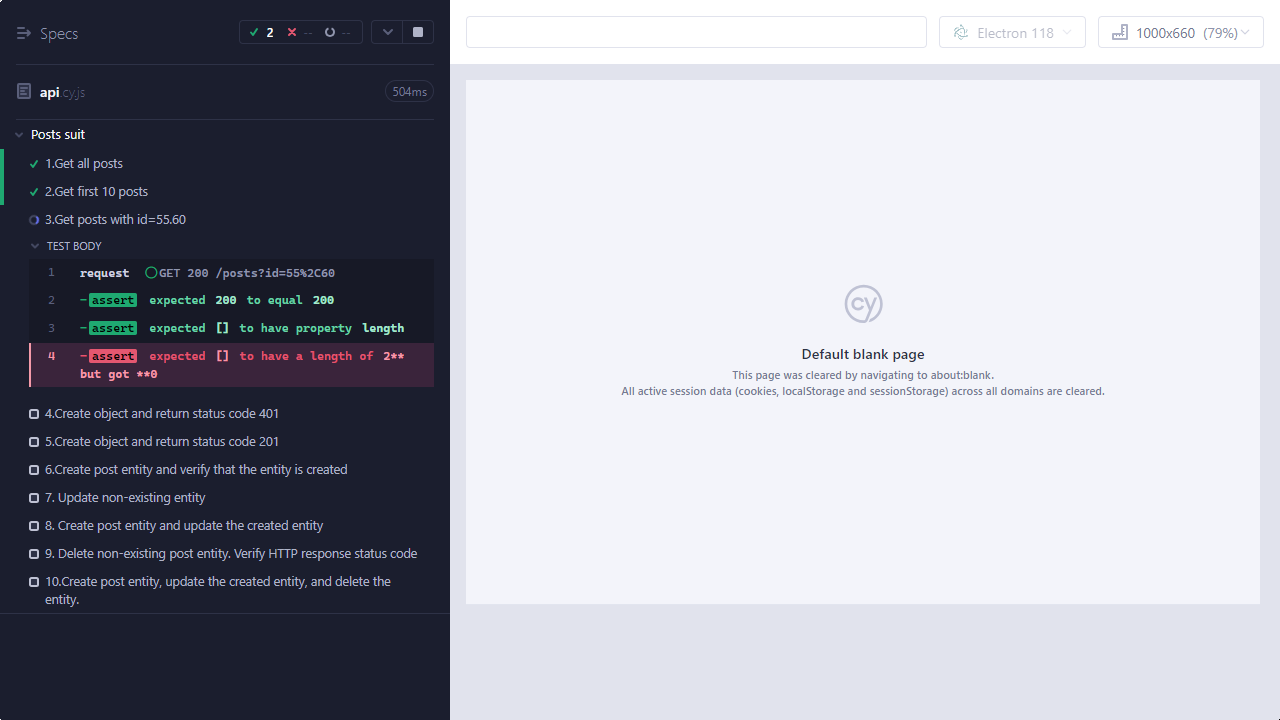 Specs
2
--
--
Electron 118
1000x660 (79%)
api.cy.js
504ms
Posts suit
1.Get all posts
2.Get first 10 posts
3.Get posts with id=55.60
TEST BODY
1 request GET 200 /posts?id=55%2C60
2 -assert expected 200 to equal 200
3 -assert expected [] to have property length
4 -assert expected [] to have a length of 2**
but got **0
4.Create object and return status code 401
5.Create object and return status code 201
6.Create post entity and verify that the entity is created
7. Update non-existing entity
8. Create post entity and update the created entity
9. Delete non-existing post entity. Verify HTTP response status code
10.Create post entity, update the created entity, and delete the
entity.
cy
Default blank page
This page was cleared by navigating to about:blank.
All active session data (cookies, localStorage and sessionStorage) across all domains are cleared.